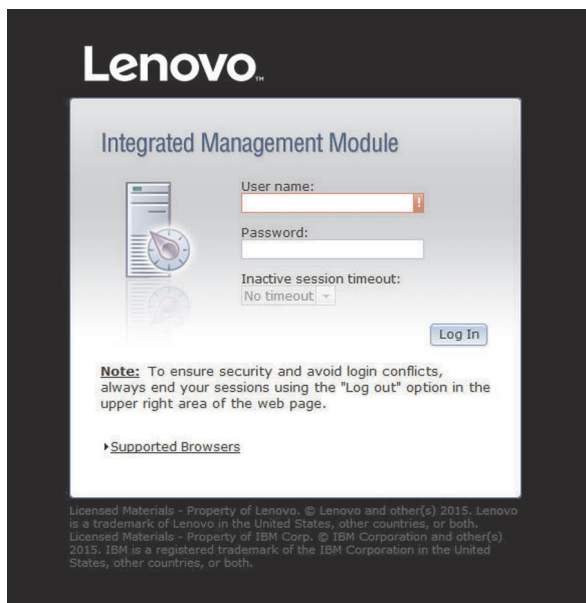 Lenovo™
Integrated Management Module
User name:
!
Password:
Inactive session timeout:
No timeout
Log In
Note: To ensure security and avoid login conflicts,
always end your sessions using the "Log out" option in the
upper right area of the web page.
Supported Browsers
Licensed Materials - Property of Lenovo. © Lenovo and other(s) 2015. Lenovo
is a trademark of Lenovo in the United States, other countries, or both.
Licensed Materials - Property of IBM Corp. © IBM Corporation and other(s)
2015. IBM is a registered trademark of the IBM Corporation in the United
States, other countries, or both.